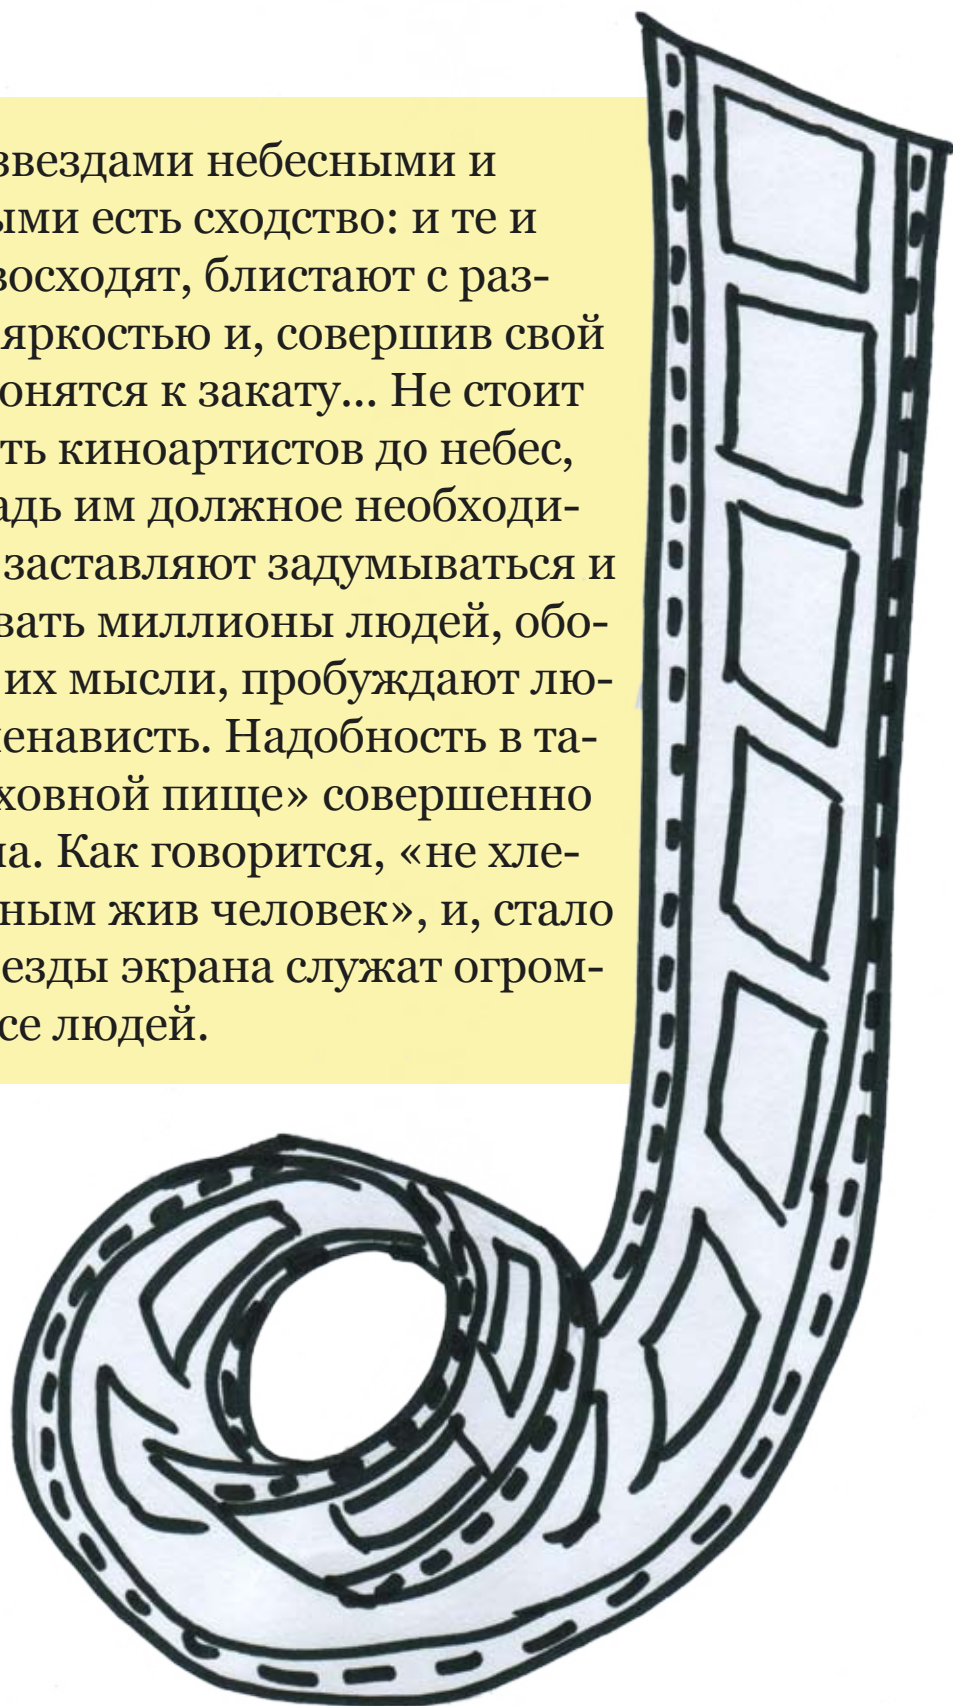 звездами небесными и
ыми есть сходство: и те и
восходят, блистают с раз-
яркостью и, совершив свой
онятся к закату... Не стоит
ть киноартистов до небес,
адь им должное необходи-
заставляют задумываться и
вать миллионы людей, обо-
их мысли, пробуждают лю-
ненависть. Надобность в та-
ховной пище» совершенно
на. Как говорится, «не хле-
ным жив человек», и, стало
езды экрана служат огром-
се людей.